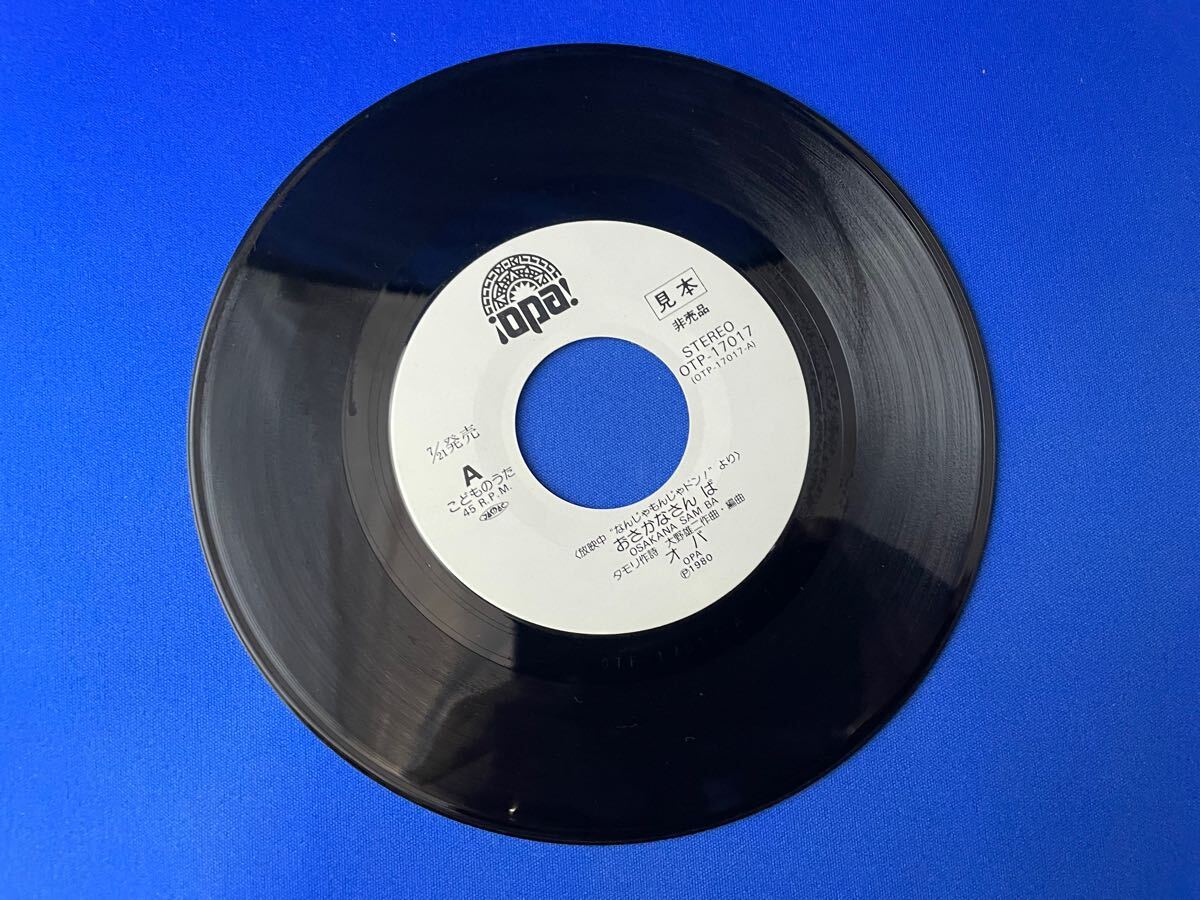 ¡opa!
見本
非売品
STEREO
OTP-17017
(OTP-17017-A)
7/21発売
A
こどものうた
45 R.P.M.
〈放映中“なんじゃもんじゃドン!”より〉
おさかなさん ば
OSAKANA SAM BA
タモリ作詩 大野雄二作曲・編曲
オパ
OPA
℗1980